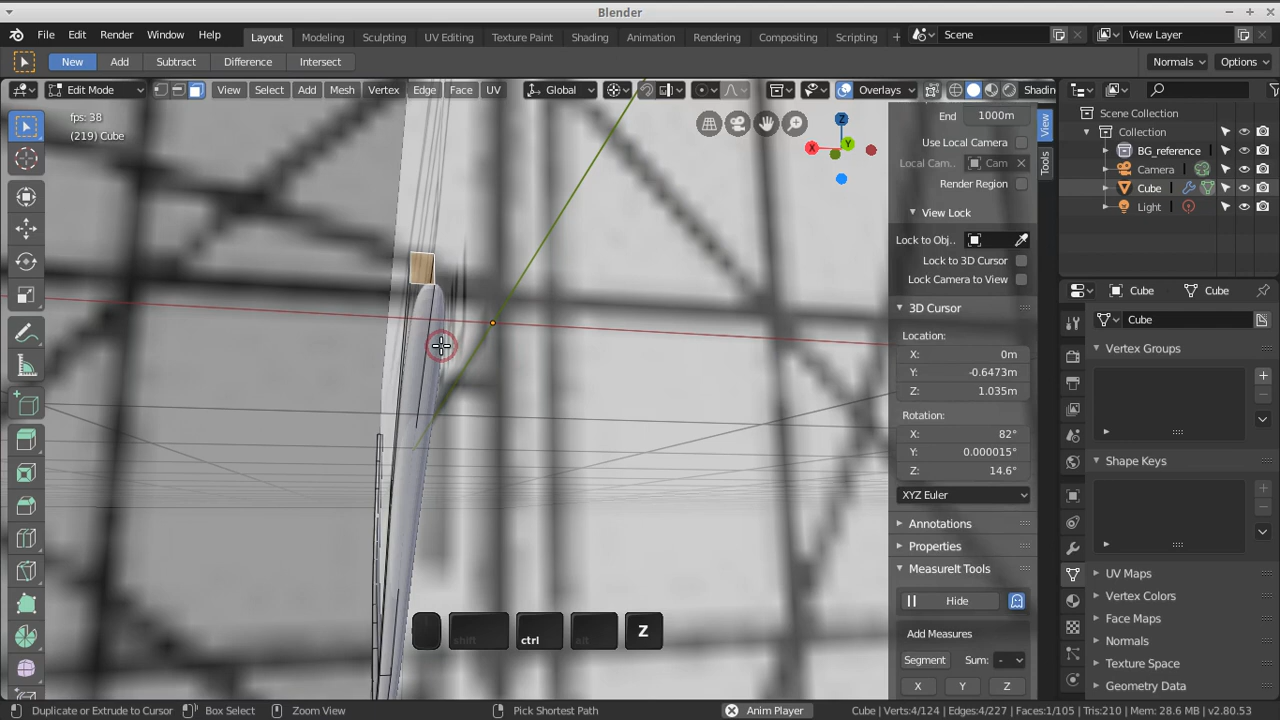 Blender
File Edit Render Window Help Layout Modeling Sculpting UV Editing Texture Paint Shading Animation Rendering Compositing Scripting + Scene View Layer
New Add Subtract Difference Intersect Normals Options
Edit Mode View Select Add Mesh Vertex Edge Face UV Global Overlays Shadin
fps: 38
(219) Cube
Z
X
Y
End 1000m
Use Local Camera
Local Cam.. Cam
Render Region
View Lock
Lock to Obj..
Lock to 3D Cursor
Lock Camera to View
3D Cursor
Location:
X: 0m
Y: -0.6473m
Z: 1.035m
Rotation:
X: 82°
Y: 0.000015°
Z: 14.6°
XYZ Euler
Annotations
Properties
MeasureIt Tools
Hide
Add Measures
Segment Sum: -
X Y Z
View
Tools
Scene Collection
Collection
BG_reference
Camera
Cube
Light
Cube Cube
Cube
Vertex Groups
Shape Keys
UV Maps
Vertex Colors
Face Maps
Normals
Texture Space
Geometry Data
shift ctrl alt Z
Duplicate or Extrude to Cursor Box Select Zoom View Pick Shortest Path Anim Player Cube | Verts:4/124 | Edges:4/227 | Faces:1/105 | Tris:210 | Mem: 28.6 MB | v2.80.53